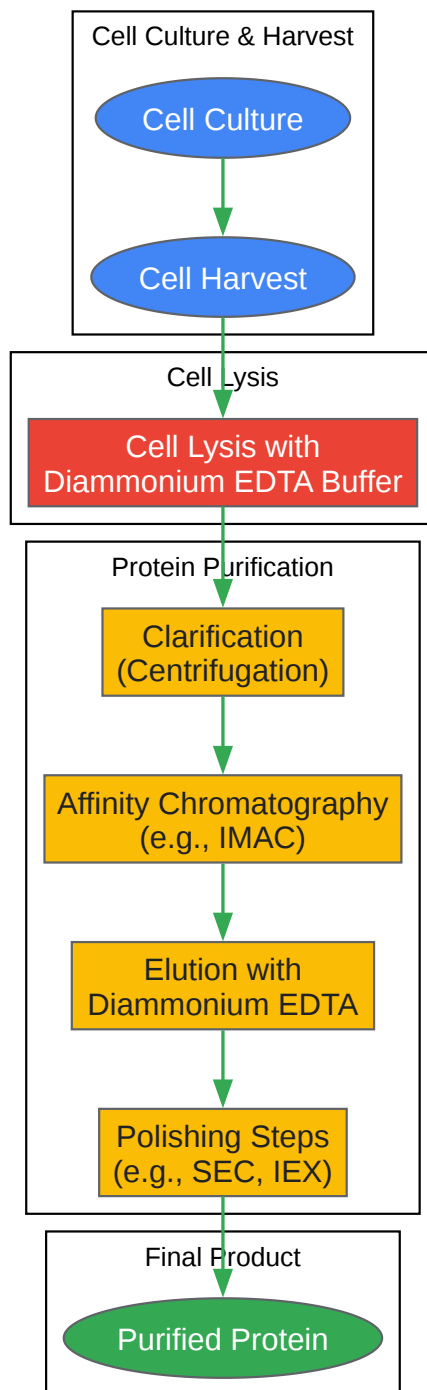 Cell Culture & Harvest
Cell Culture
Cell Harvest
Cell Lysis
Cell Lysis with
Diammonium EDTA Buffer
Protein Purification
Clarification
(Centrifugation)
Affinity Chromatography
(e.g., IMAC)
Elution with
Diammonium EDTA
Polishing Steps
(e.g., SEC, IEX)
Final Product
Purified Protein